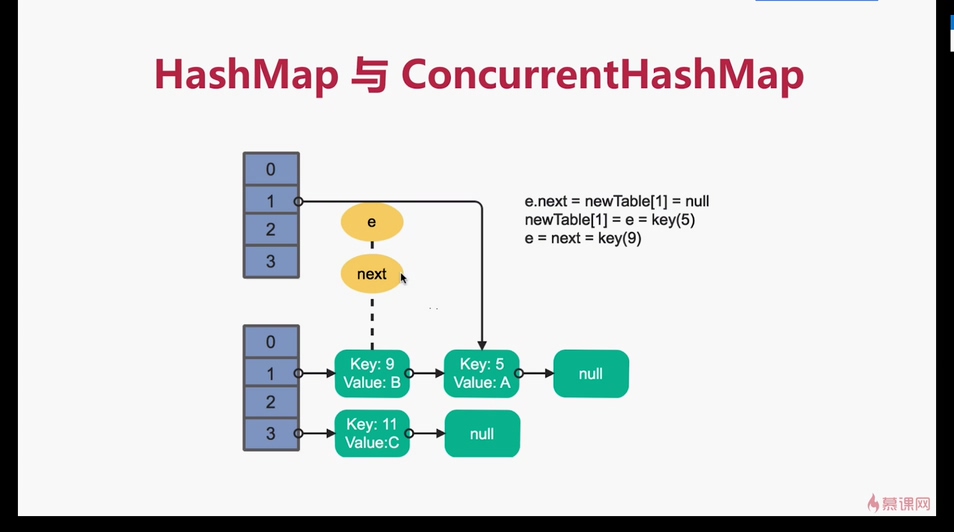 HashMap 与 ConcurrentHashMap
0
1
2
3
e
next
e.next = newTable[1] = null
newTable[1] = e = key(5)
e = next = key(9)
0
1
2
3
Key: 9
Value: B
Key: 5
Value: A
null
Key: 11
Value:C
null
慕课网